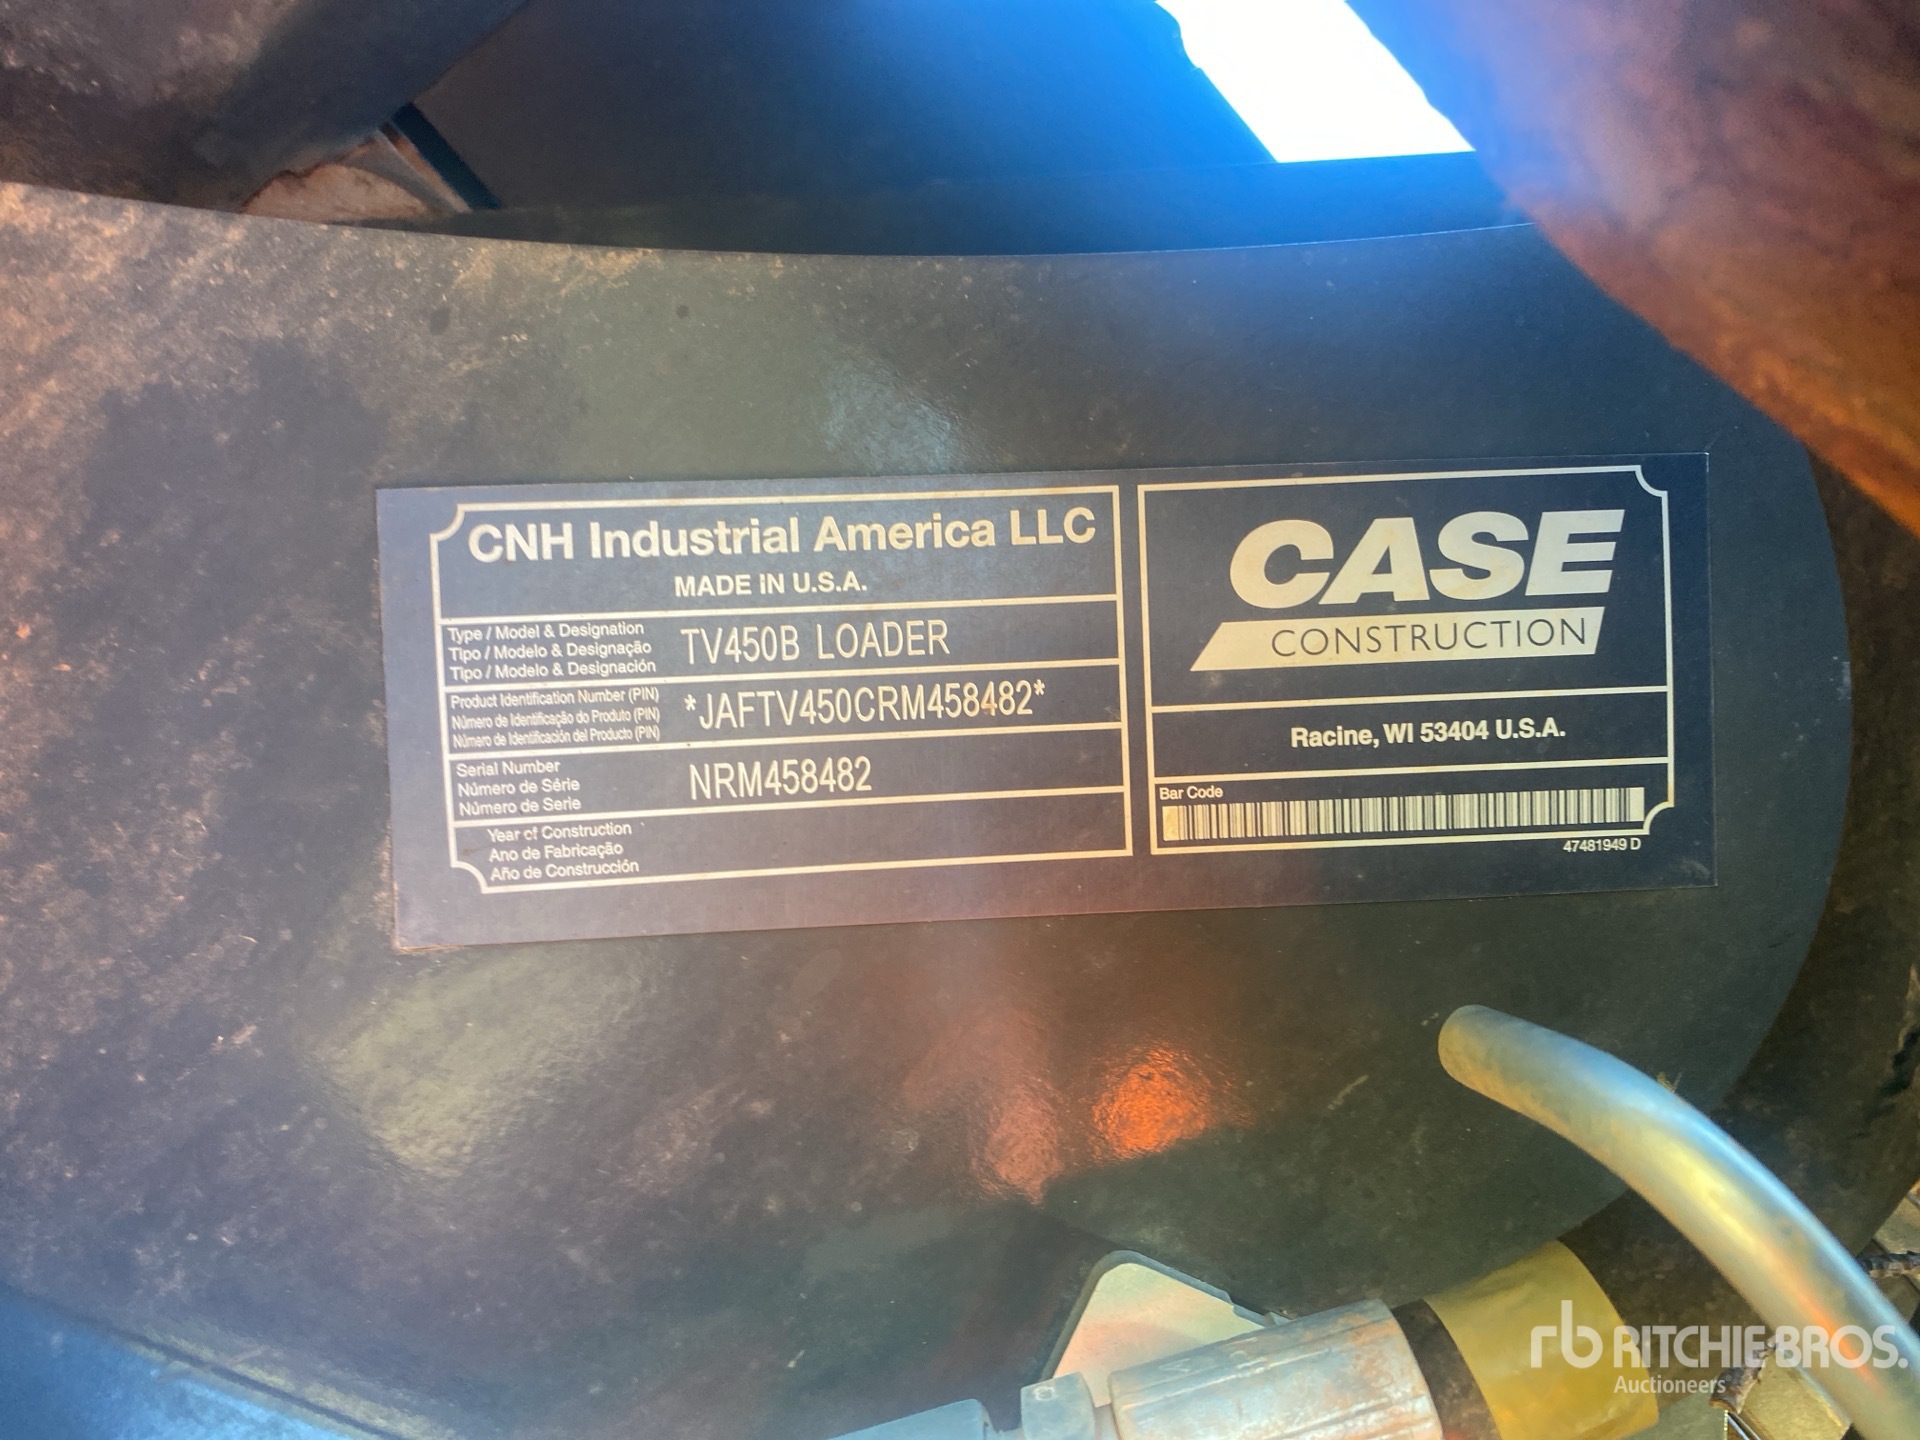 CNH Industrial America LLC
MADE IN U.S.A.
Type / Model & Designation
Tipo / Modelo & Designação
Tipo / Modelo & Designación
TV450B LOADER
Product Identification Number (PIN)
Número de Identificação do Produto (PIN)
Número de Identificación del Producto (PIN)
*JAFTV450CRM458482*
Serial Number
Número de Série
Número de Serie
NRM458482
Year of Construction
Ano de Fabricação
Año de Construcción
CASE
CONSTRUCTION
Racine, WI 53404 U.S.A.
Bar Code
47481949 D
rb RITCHIE BROS.
Auctioneers